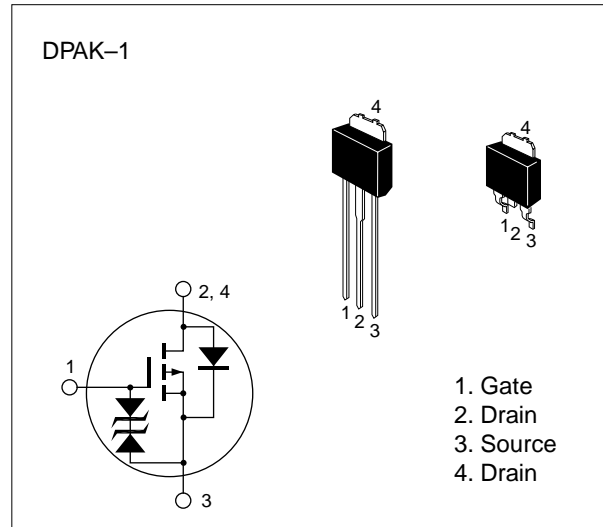 DPAK–1
4
4
1 2 3
1 2 3
2, 4
1
3
1. Gate
2. Drain
3. Source
4. Drain